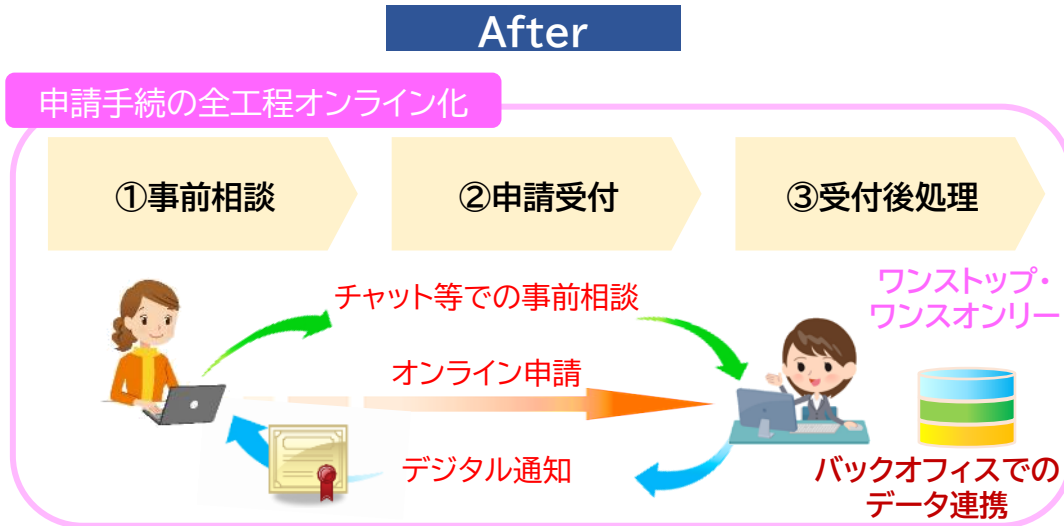 After
申請手続の全工程オンライン化
①事前相談
②申請受付
③受付後処理
チャット等での事前相談
ワンストップ・
ワンスオンリー
オンライン申請
デジタル通知
バックオフィスでの
データ連携